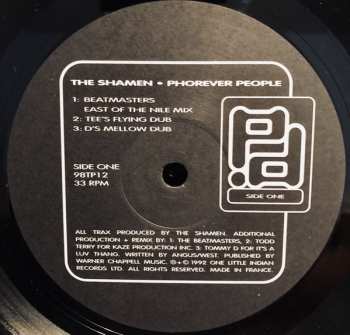 THE SHAMEN • PHOREVER PEOPLE
1: BEATMASTERS
EAST OF THE NILE MIX
2: TEE'S FLYING DUB
3: D'S MELLOW DUB
SIDE ONE
98TP12
33 RPM
SIDE ONE
ALL TRAX PRODUCED BY THE SHAMEN. ADDITIONAL
PRODUCTION + REMIX BY: 1: THE BEATMASTERS, 2: TODD
TERRY FOR KAZE PRODUCTION INC. 3: TOMMY D FOR IT'S A
LUV THANG. WRITTEN BY ANGUS/WEST. PUBLISHED BY
WARNER CHAPPELL MUSIC. ℗+© 1992 ONE LITTLE INDIAN
RECORDS LTD. ALL RIGHTS RESERVED. MADE IN FRANCE.